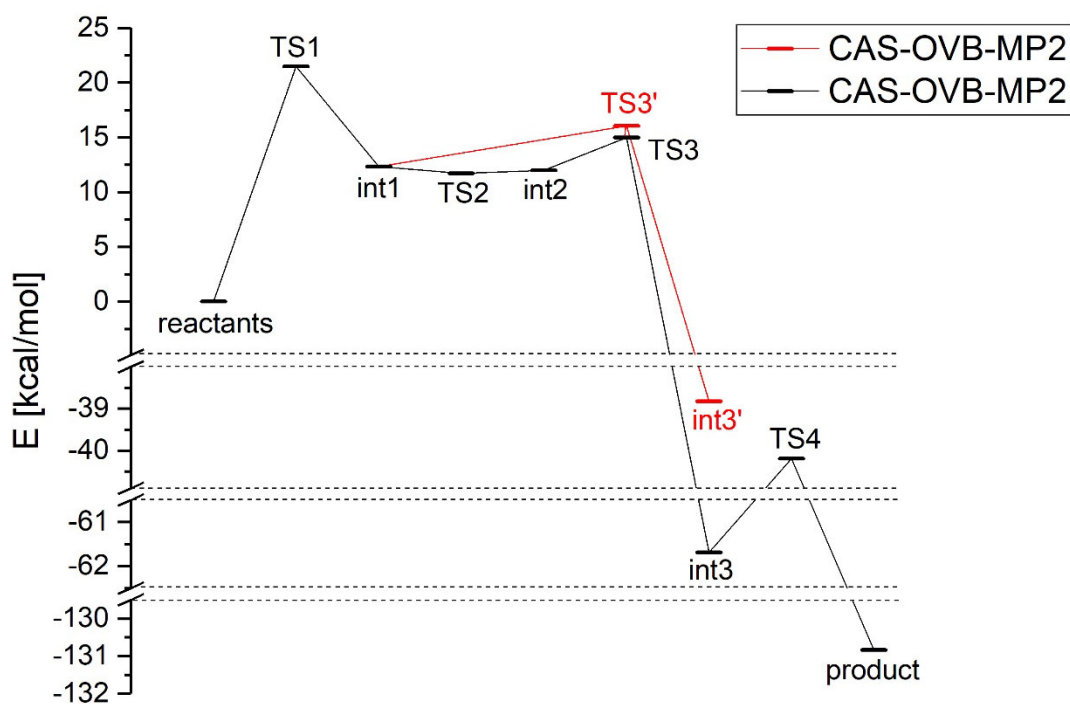 25
20
15
10
5
0
-39
-40
-61
-62
-130
-131
-132
E [kcal/mol]
CAS-OVB-MP2
CAS-OVB-MP2
reactants
TS1
int1
TS2
int2
TS3'
TS3
int3'
int3
TS4
product